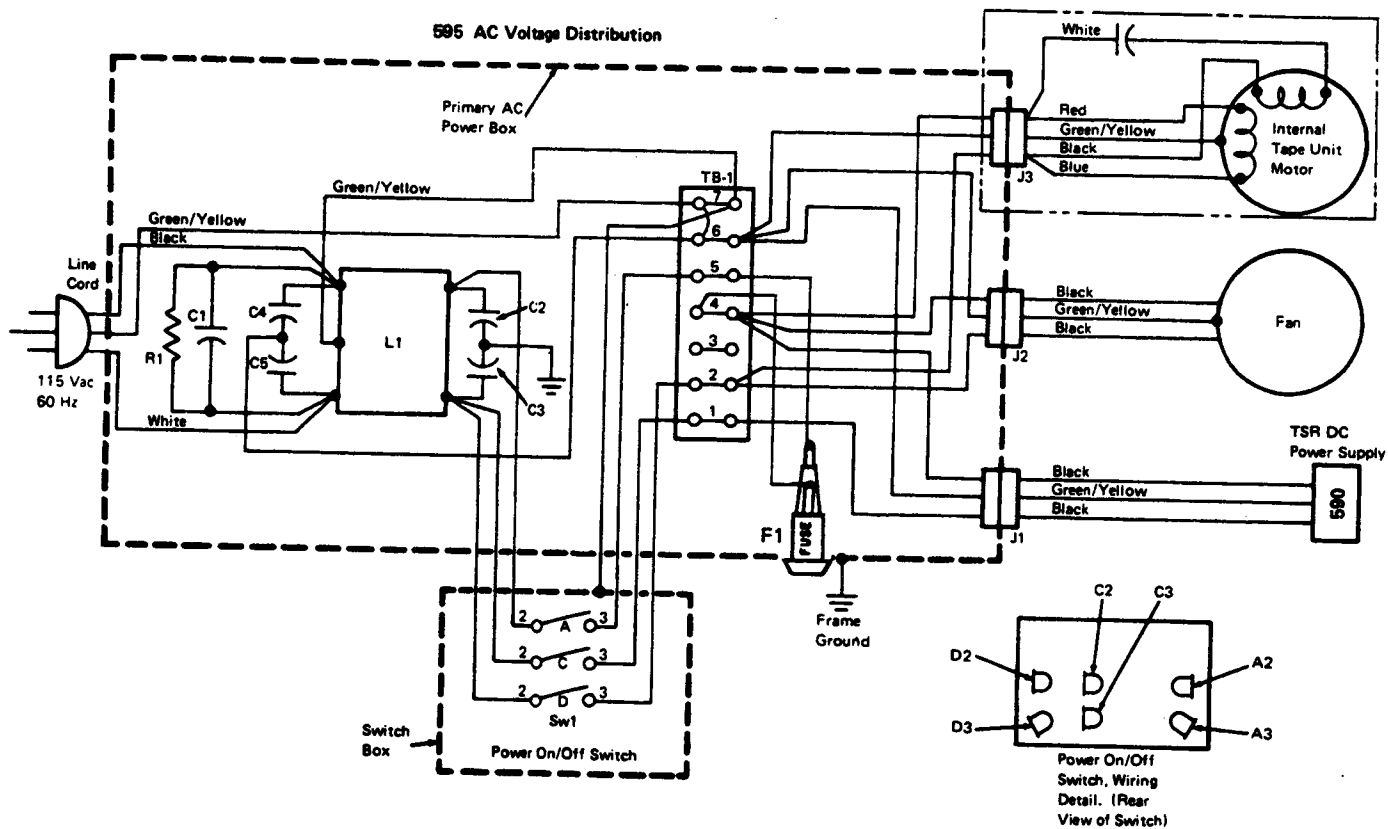 595 AC Voltage Distribution
Primary AC
Power Box
White
Red
Green/Yellow
Black
Blue
J3
Internal
Tape Unit
Motor
TB-1
Green/Yellow
Green/Yellow
Black
Line
Cord
115 Vac
60 Hz
White
R1
C1
C4
C5
L1
C2
C3
7
6
5
4
3
2
1
Black
Green/Yellow
Black
J2
Fan
TSR DC
Power Supply
Black
Green/Yellow
Black
J1
590
F1
FUSE
Frame
Ground
2 A 3
2 C 3
2 D 3
Sw1
Switch
Box
Power On/Off Switch
C2
C3
D2
A2
D3
A3
Power On/Off
Switch, Wiring
Detail. (Rear
View of Switch)